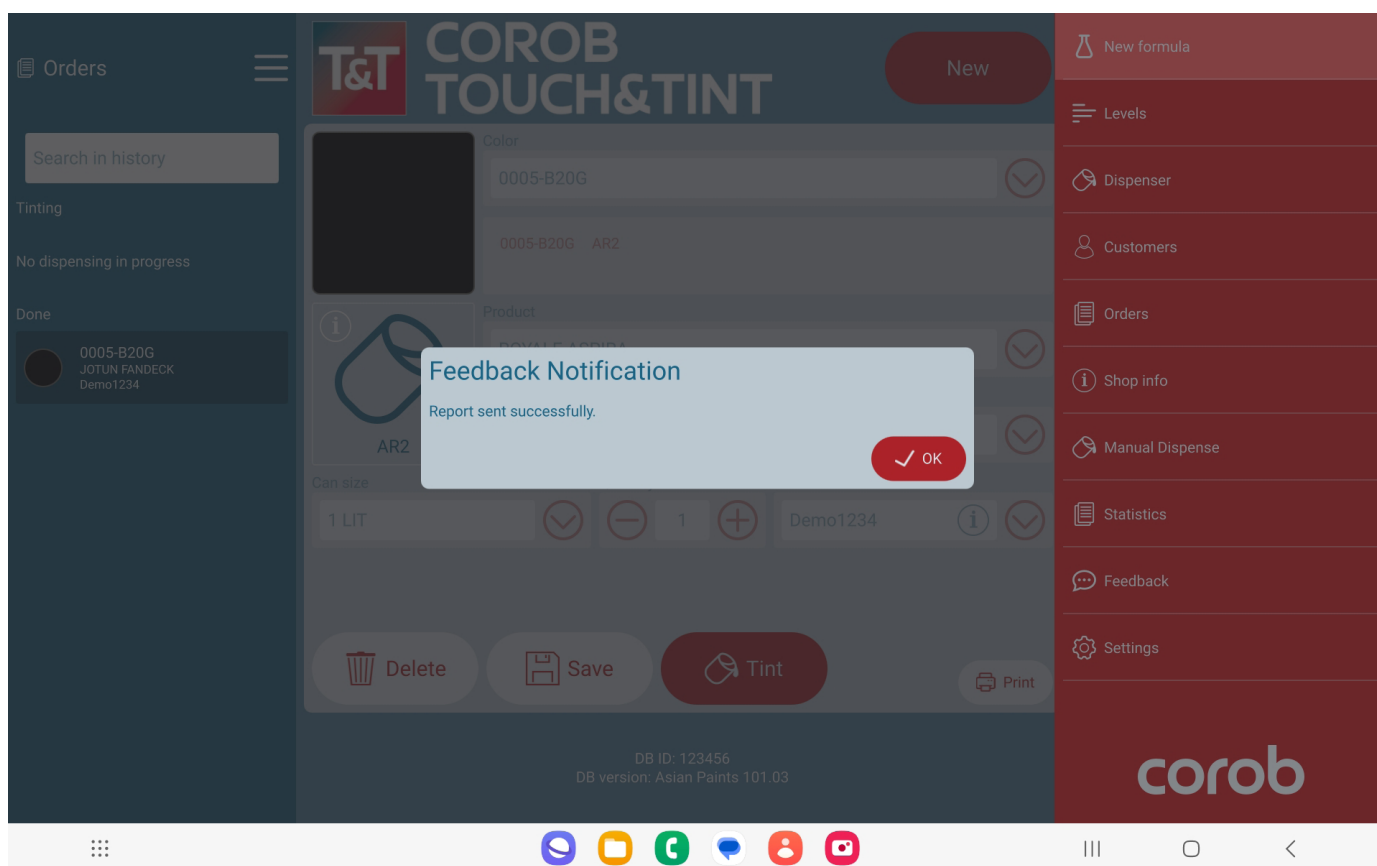 Orders
Search in history
Tinting
No dispensing in progress
Done
0005-B20G
JOTUN FANDECK
Demo1234
T&T
COROB
TOUCH&TINT
New
Color
0005-B20G
0005-B20G AR2
Product
AR2
Can size
1 LIT
1
Demo1234
Delete
Save
Tint
Print
DB ID: 123456
DB version: Asian Paints 101.03
Feedback Notification
Report sent successfully.
OK
New formula
Levels
Dispenser
Customers
Orders
Shop info
Manual Dispense
Statistics
Feedback
Settings
corob